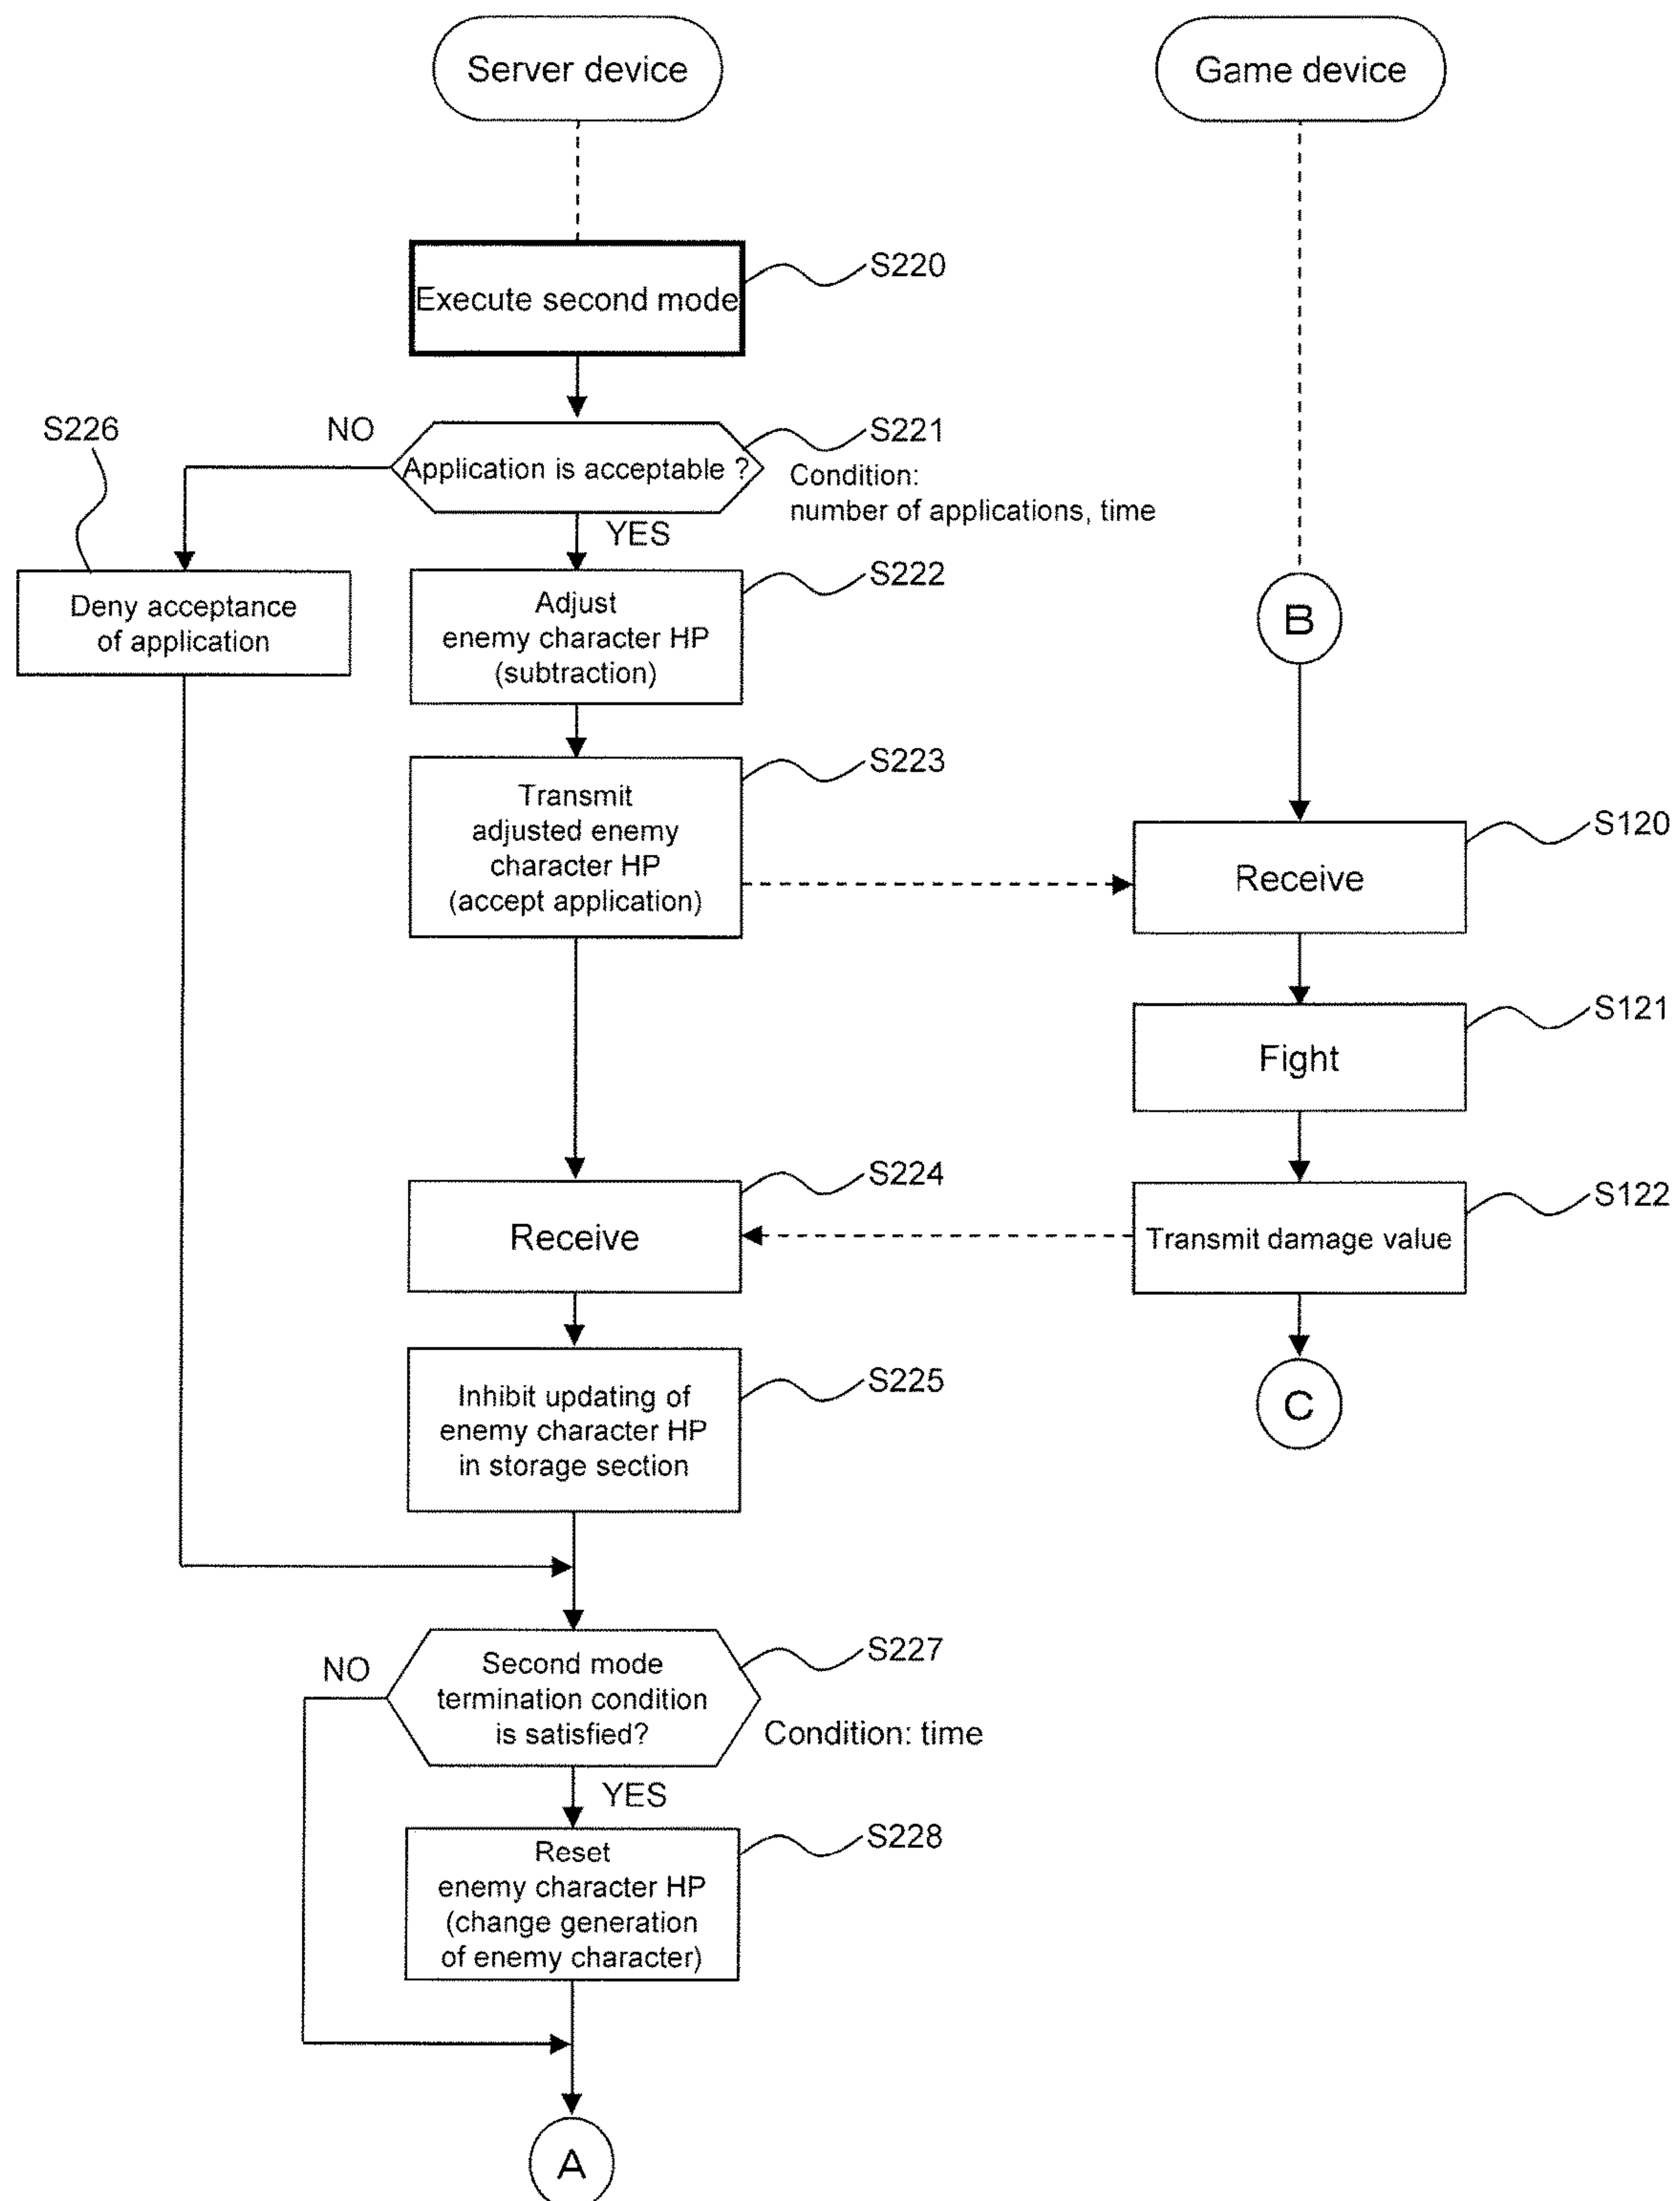 Server device
Game device
S220
Execute second mode
S226
NO
S221
Application is acceptable ?
Condition:
number of applications, time
YES
S222
Deny acceptance
of application
Adjust
enemy character HP
(subtraction)
B
S223
Transmit
adjusted enemy
character HP
(accept application)
S120
Receive
S121
Fight
S224
Receive
S122
Transmit damage value
S225
Inhibit updating of
enemy character HP
in storage section
C
S227
NO
Second mode
termination condition
is satisfied?
Condition: time
YES
S228
Reset
enemy character HP
(change generation
of enemy character)
A